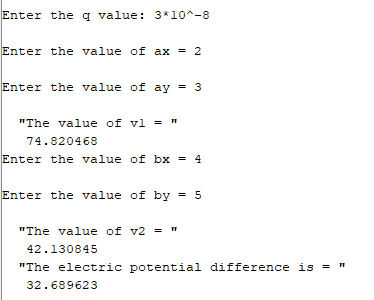 Enter the q value: 3*10^-8
Enter the value of ax = 2
Enter the value of ay = 3
"The value of v1 = "
74.820468
Enter the value of bx = 4
Enter the value of by = 5
"The value of v2 = "
42.130845
"The electric potential difference is = "
32.689623